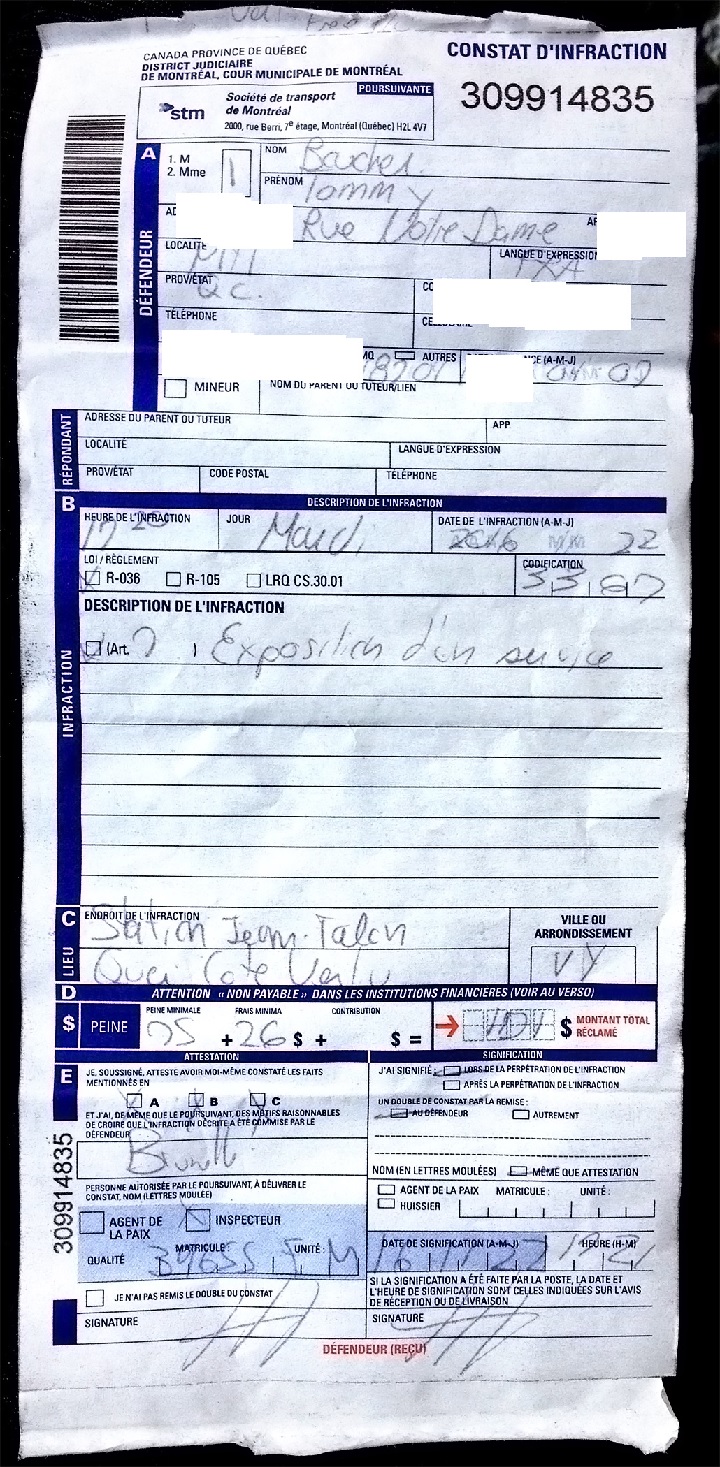 CANADA PROVINCE DE QUÉBEC
DISTRICT JUDICIAIRE
DE MONTRÉAL, COUR MUNICIPALE DE MONTRÉAL
CONSTAT D'INFRACTION
309914835
POURSUIVANTE
stm
Société de transport
de Montréal
2000, rue Berri, 7e étage, Montréal (Québec) H2L 4V7
A
DÉFENDEUR
1. M
2. Mme
1
NOM
Boucher
PRÉNOM
Tommy
AD
Rue Notre Dame
AP
LOCALITÉ
Mtl
LANGUE D'EXPRESSION
FRA
PROV/ÉTAT
QC.
CO
TÉLÉPHONE
AUTRES
CE (A-M-J)
MINEUR
NOM DU PARENT OU TUTEUR/LIEN
RÉPONDANT
ADRESSE DU PARENT OU TUTEUR
APP
LOCALITÉ
LANGUE D'EXPRESSION
PROV/ÉTAT
CODE POSTAL
TÉLÉPHONE
B
DESCRIPTION DE L'INFRACTION
INFRACTION
HEURE DE L'INFRACTION
JOUR
Mardi
DATE DE L'INFRACTION (A-M-J)
2016 22
LOI / RÈGLEMENT
R-036
R-105
LRQ CS.30.01
CODIFICATION
DESCRIPTION DE L'INFRACTION
(Art. ) Exposition d'un service
C
LIEU
ENDROIT DE L'INFRACTION
Station Jean-Talon
Quai Cote Vertu
VILLE OU
ARRONDISSEMENT
VY
D
ATTENTION « NON PAYABLE » DANS LES INSTITUTIONS FINANCIÈRES (VOIR AU VERSO)
$
PEINE
PEINE MINIMALE
FRAIS MINIMA
CONTRIBUTION
+ 26 $ + $ =
$ MONTANT TOTAL
RÉCLAMÉ
ATTESTATION
E
JE, SOUSSIGNÉ, ATTESTE AVOIR MOI-MÊME CONSTATÉ LES FAITS
MENTIONNÉS EN
A B C
ET J'AI, DE MÊME QUE LE POURSUIVANT, DES MOTIFS RAISONNABLES
DE CROIRE QUE L'INFRACTION DÉCRITE A ÉTÉ COMMISE PAR LE
DÉFENDEUR
PERSONNE AUTORISÉE PAR LE POURSUIVANT, À DÉLIVRER LE
CONSTAT, NOM (LETTRES MOULÉES)
AGENT DE
LA PAIX
INSPECTEUR
QUALITÉ
MATRICULE:
UNITÉ:
JE N'AI PAS REMIS LE DOUBLE DU CONSTAT
SIGNATURE
309914835
SIGNIFICATION
J'AI SIGNIFIÉ
LORS DE LA PERPÉTRATION DE L'INFRACTION
APRÈS LA PERPÉTRATION DE L'INFRACTION
UN DOUBLE DE CONSTAT PAR LA REMISE:
AU DÉFENDEUR
AUTREMENT
NOM (EN LETTRES MOULÉES)
MÊME QUE ATTESTATION
AGENT DE LA PAIX
HUISSIER
MATRICULE:
UNITÉ:
DATE DE SIGNIFICATION (A-M-J)
HEURE (H-M)
SI LA SIGNIFICATION A ÉTÉ FAITE PAR LA POSTE, LA DATE ET
L'HEURE DE SIGNIFICATION SONT CELLES INDIQUÉES SUR L'AVIS
DE RÉCEPTION OU DE LIVRAISON
SIGNATURE
DÉFENDEUR (REÇU)